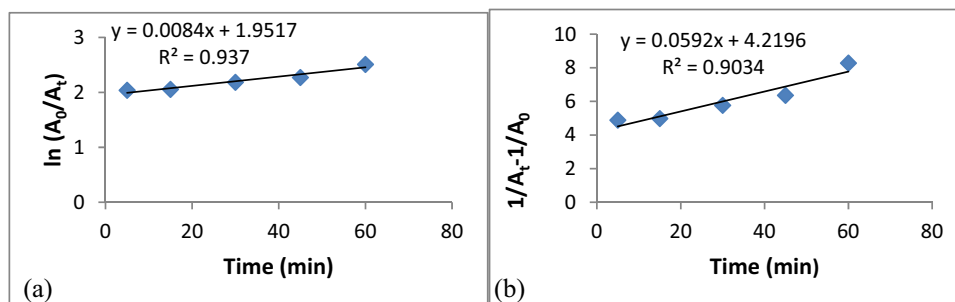 y = 0.0084x + 1.9517
R² = 0.937
3
2
1
0
0 20 40 60 80
ln (A₀/Aₜ)
Time (min)
(a)
y = 0.0592x + 4.2196
R² = 0.9034
10
8
6
4
2
0
0 20 40 60 80
1/Aₜ-1/A₀
Time (min)
(b)